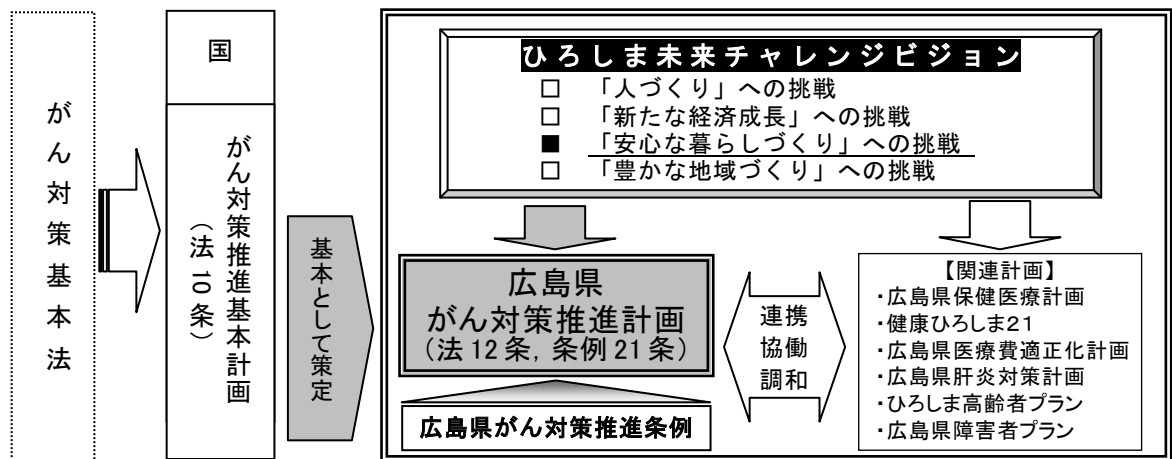 がん対策基本法
国
がん対策推進基本計画
（法10条）
基本として策定
ひろしま未来チャレンジビジョン
□ 「人づくり」への挑戦
□ 「新たな経済成長」への挑戦
■ 「安心な暮らしづくり」への挑戦
□ 「豊かな地域づくり」への挑戦
広島県
がん対策推進計画
（法12条，条例21条）
広島県がん対策推進条例
連携
協働
調和
【関連計画】
・広島県保健医療計画
・健康ひろしま２１
・広島県医療費適正化計画
・広島県肝炎対策計画
・ひろしま高齢者プラン
・広島県障害者プラン